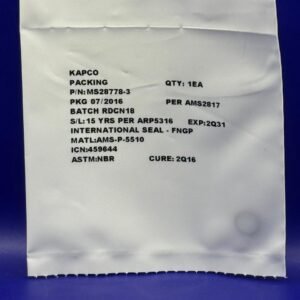 KAPCO
PACKING QTY: 1EA
P/N:MS28778-3
PKG 07/2016 PER AMS2817
BATCH RDCN18
S/L:15 YRS PER ARP5316 EXP:2Q31
INTERNATIONAL SEAL - FNGP
MATL:AMS-P-5510
ICN:459644
ASTM:NBR CURE: 2Q16